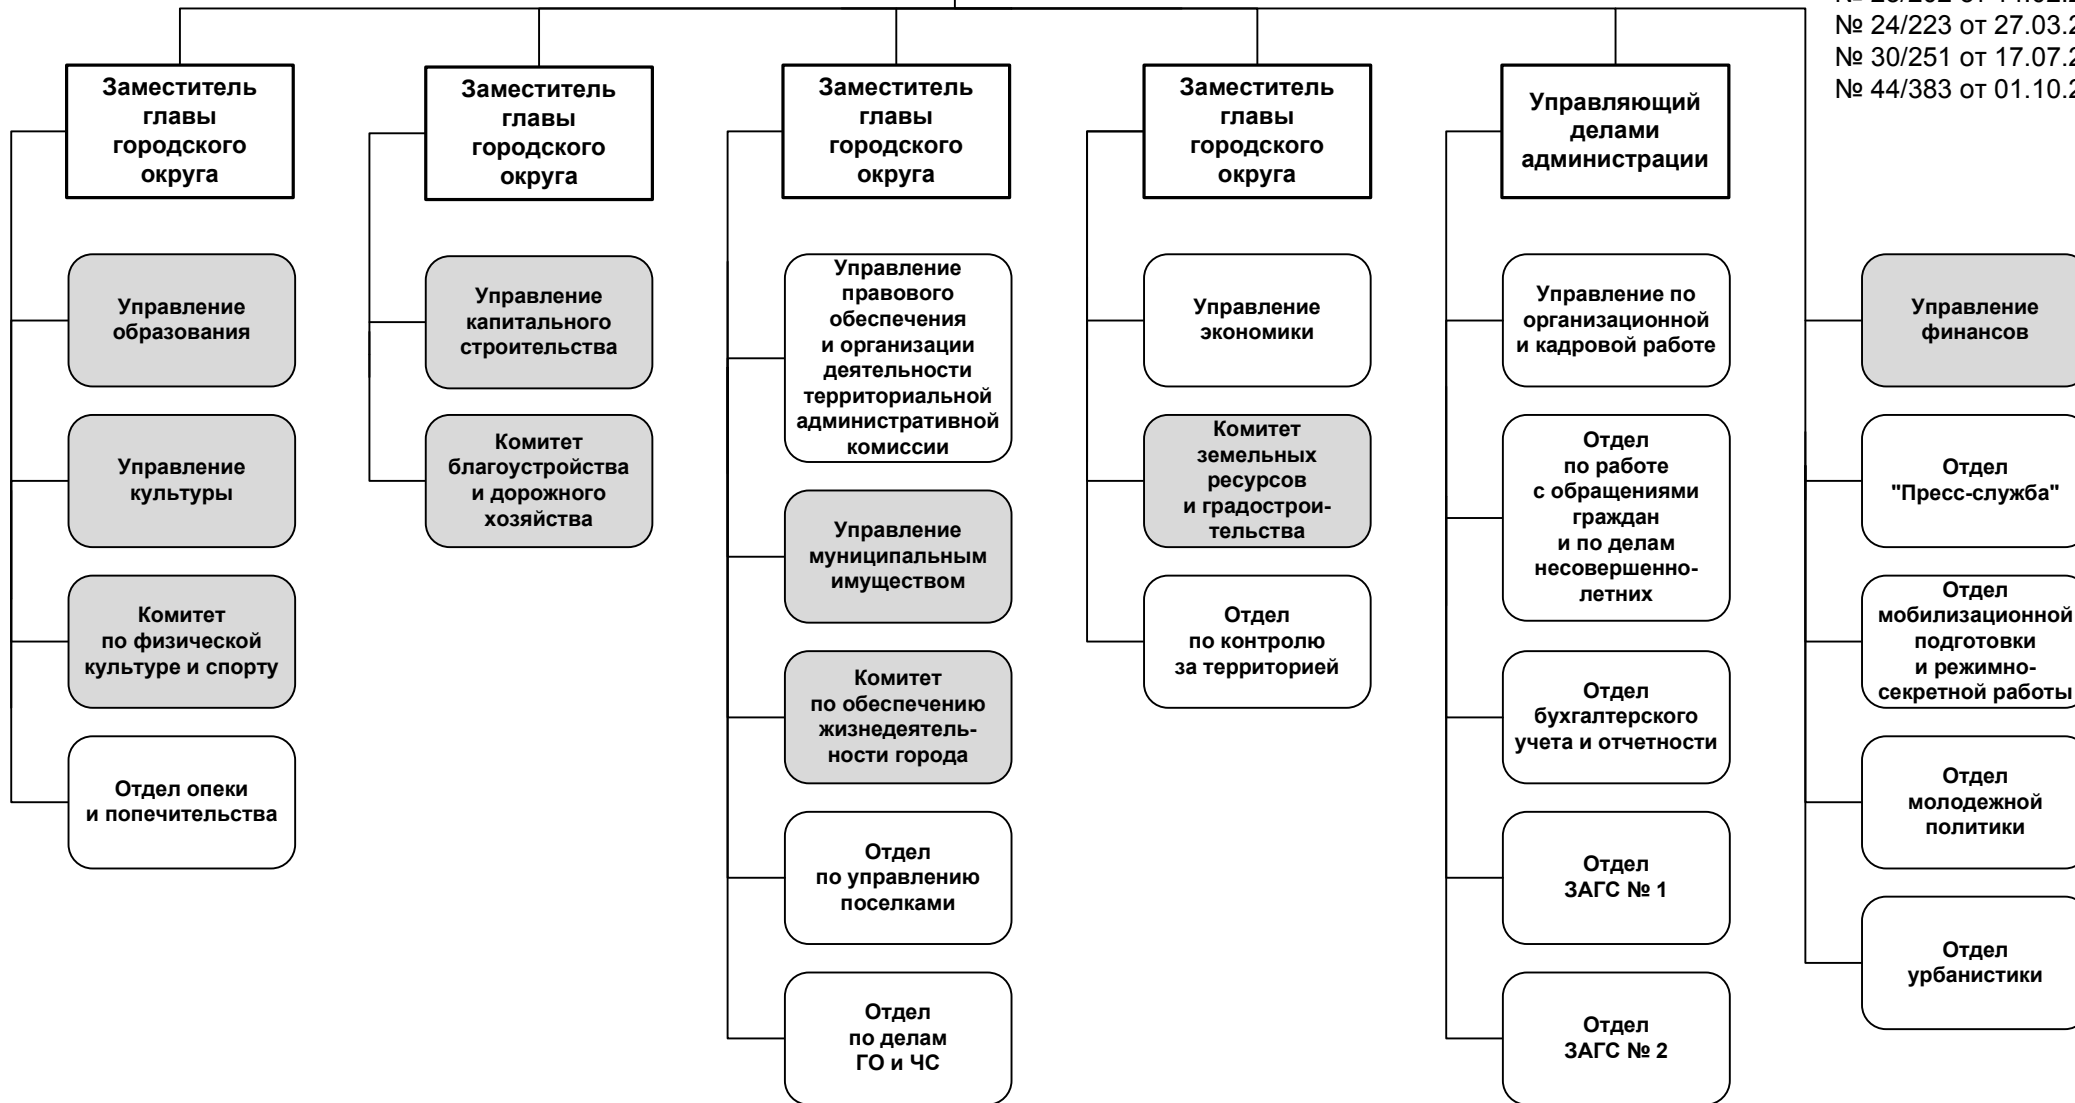 № 24/223 от 27.03.2
№ 30/251 от 17.07.2
№ 44/383 от 01.10.2
Заместитель
главы
городского
округа
Управление
образования
Управление
культуры
Комитет
по физической
культуре и спорту
Отдел опеки
и попечительства
Заместитель
главы
городского
округа
Управление
капитального
строительства
Комитет
благоустройства
и дорожного
хозяйства
Заместитель
главы
городского
округа
Управление
правового
обеспечения
и организации
деятельности
территориальной
административной
комиссии
Управление
муниципальным
имуществом
Комитет
по обеспечению
жизнедеятель-
ности города
Отдел
по управлению
поселками
Отдел
по делам
ГО и ЧС
Заместитель
главы
городского
округа
Управление
экономики
Комитет
земельных
ресурсов
и градострои-
тельства
Отдел
по контролю
за территорией
Управляющий
делами
администрации
Управление по
организационной
и кадровой работе
Отдел
по работе
с обращениями
граждан
и по делам
несовершенно-
летних
Отдел
бухгалтерского
учета и отчетности
Отдел
ЗАГС № 1
Отдел
ЗАГС № 2
Управление
финансов
Отдел
"Пресс-служба"
Отдел
мобилизационной
подготовки
и режимно-
секретной работы
Отдел
молодежной
политики
Отдел
урбанистики